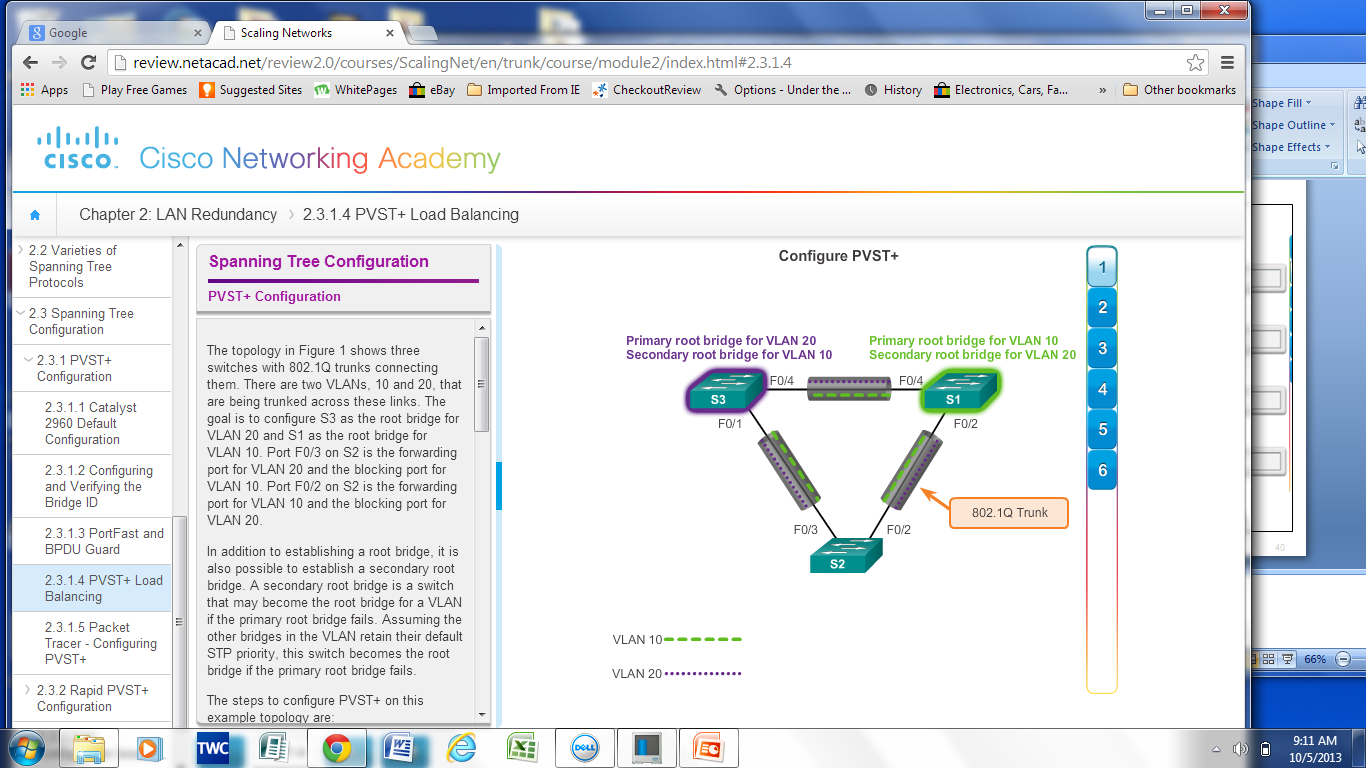 Google
Scaling Networks
review.netacad.net/review2.0/courses/ScalingNet/en/trunk/course/module2/index.html#2.3.1.4
Apps Play Free Games Suggested Sites WhitePages eBay Imported From IE CheckoutReview Options - Under the ... History Electronics, Cars, Fa... » Other bookmarks
Shape Fill
Shape Outline
Shape Effects
CISCO Cisco Networking Academy
Chapter 2: LAN Redundancy 2.3.1.4 PVST+ Load Balancing
2.2 Varieties of
Spanning Tree
Protocols
2.3 Spanning Tree
Configuration
2.3.1 PVST+
Configuration
2.3.1.1 Catalyst
2960 Default
Configuration
2.3.1.2 Configuring
and Verifying the
Bridge ID
2.3.1.3 PortFast and
BPDU Guard
2.3.1.4 PVST+ Load
Balancing
2.3.1.5 Packet
Tracer - Configuring
PVST+
2.3.2 Rapid PVST+
Configuration
Spanning Tree Configuration
PVST+ Configuration
The topology in Figure 1 shows three
switches with 802.1Q trunks connecting
them. There are two VLANs, 10 and 20, that
are being trunked across these links. The
goal is to configure S3 as the root bridge for
VLAN 20 and S1 as the root bridge for
VLAN 10. Port F0/3 on S2 is the forwarding
port for VLAN 20 and the blocking port for
VLAN 10. Port F0/2 on S2 is the forwarding
port for VLAN 10 and the blocking port for
VLAN 20.
In addition to establishing a root bridge, it is
also possible to establish a secondary root
bridge. A secondary root bridge is a switch
that may become the root bridge for a VLAN
if the primary root bridge fails. Assuming the
other bridges in the VLAN retain their default
STP priority, this switch becomes the root
bridge if the primary root bridge fails.
The steps to configure PVST+ on this
example topology are:
Configure PVST+
Primary root bridge for VLAN 20
Secondary root bridge for VLAN 10
Primary root bridge for VLAN 10
Secondary root bridge for VLAN 20
S3 F0/4 F0/4 S1
F0/1 F0/2
802.1Q Trunk
F0/3 F0/2
S2
VLAN 10
VLAN 20
1
2
3
4
5
6
40
66%
TWC
DELL
9:11 AM
10/5/2013